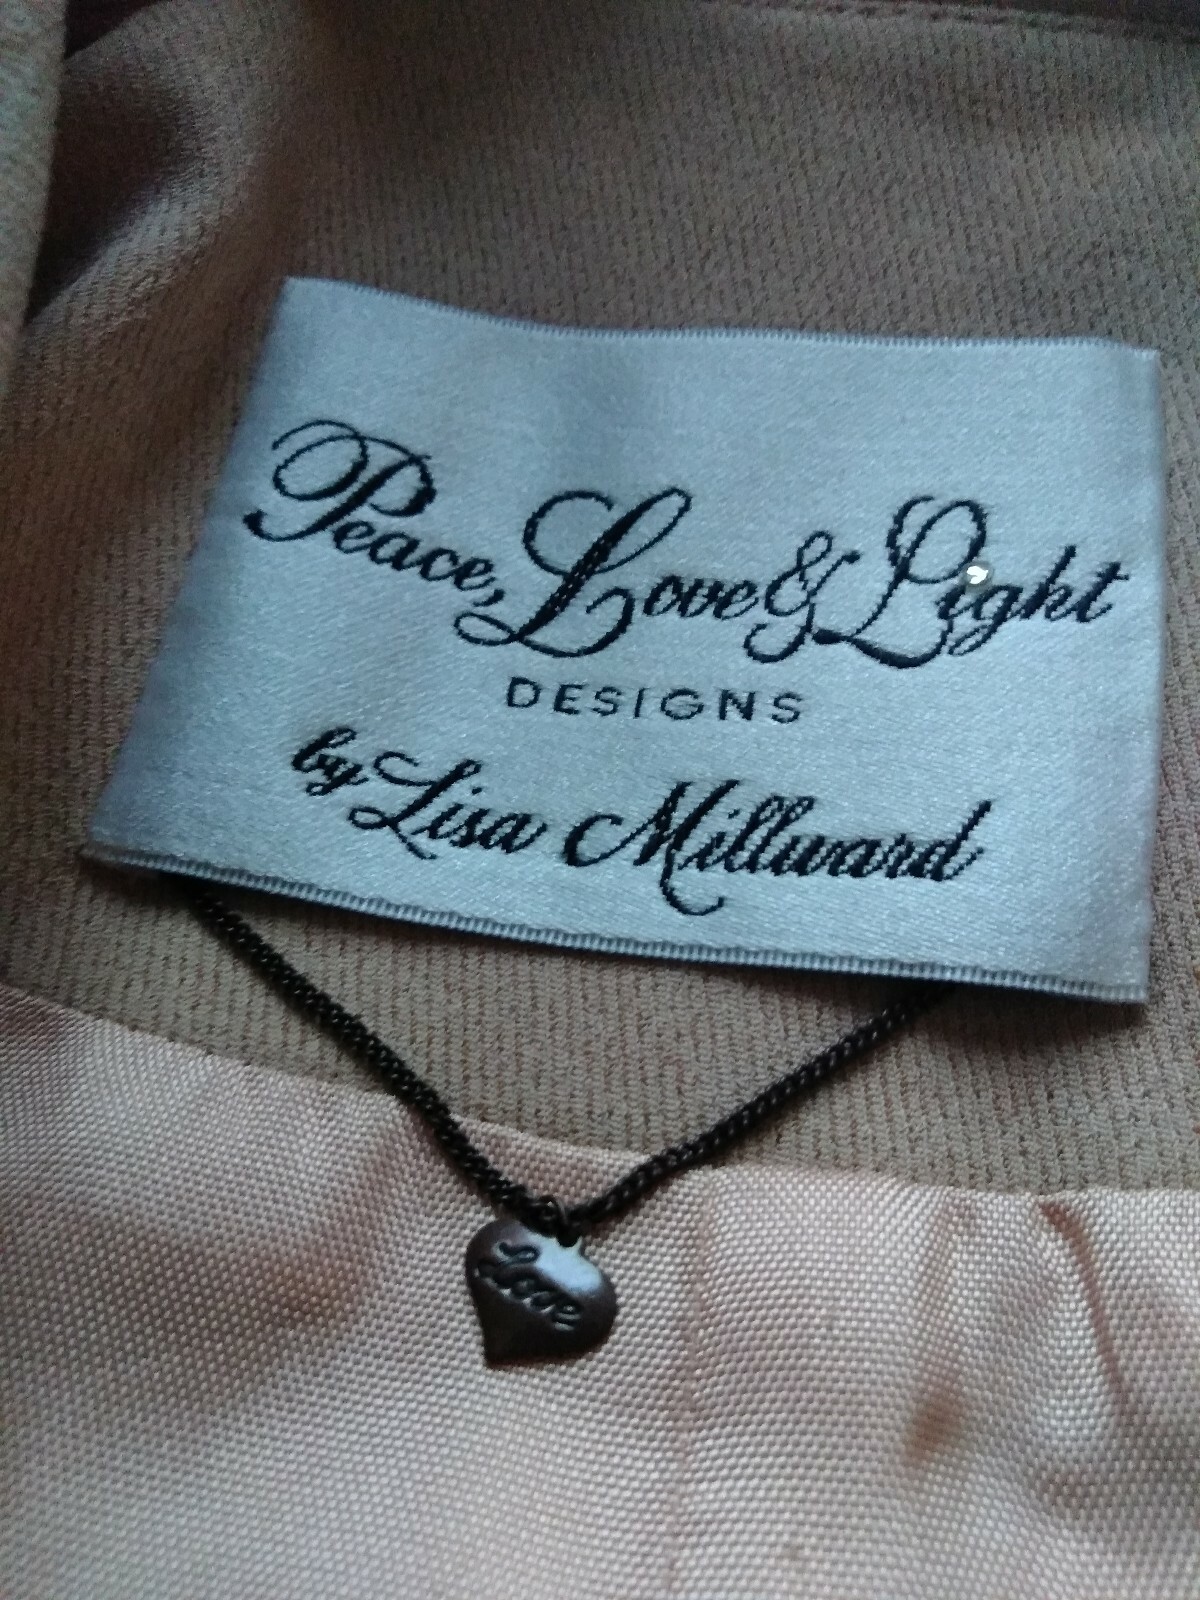 Peace, Love & Light
DESIGNS
by Lisa Millward
Love